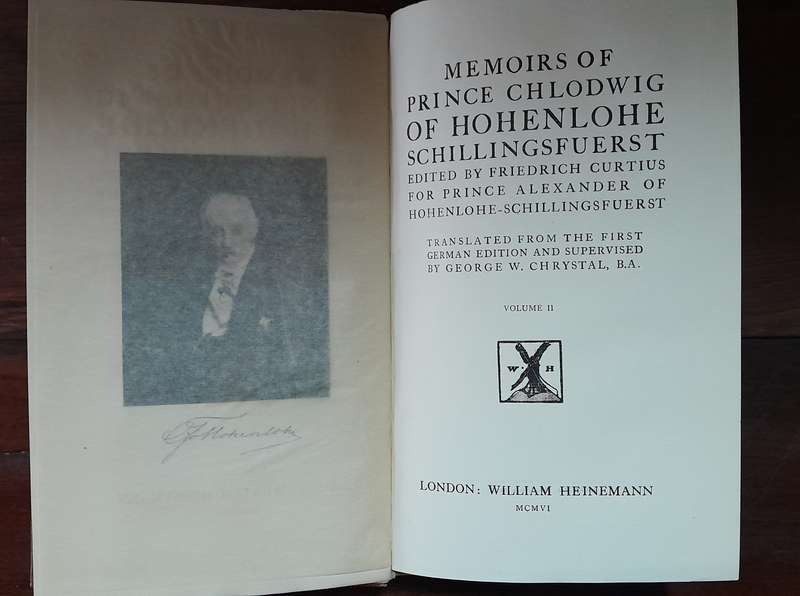 MEMOIRS OF
PRINCE CHLODWIG
OF HOHENLOHE
SCHILLINGSFUERST
EDITED BY FRIEDRICH CURTIUS
FOR PRINCE ALEXANDER OF
HOHENLOHE-SCHILLINGSFUERST
TRANSLATED FROM THE FIRST
GERMAN EDITION AND SUPERVISED
BY GEORGE W. CHRYSTAL, B.A.
VOLUME II
W · H
LONDON: WILLIAM HEINEMANN
MCMVI